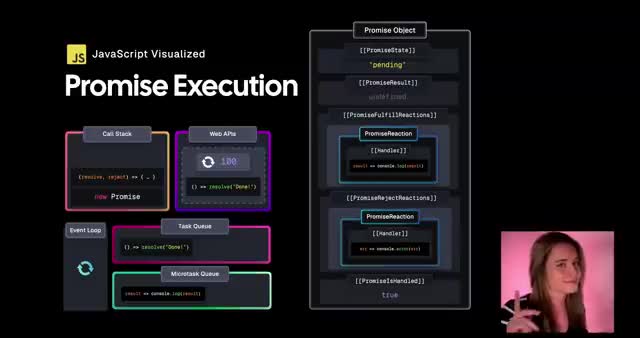 JS
JavaScript Visualized
Promise Execution
Call Stack
(resolve, reject) => { … }
new Promise
Web APIs
100
() => resolve("Done!")
Event Loop
Task Queue
() => resolve("Done!")
Microtask Queue
result => console.log(result)
Promise Object
[[PromiseState]]
"pending"
[[PromiseResult]]
undefined
[[PromiseFulfillReactions]]
PromiseReaction
[[Handler]]
result => console.log(result)
[[PromiseRejectReactions]]
PromiseReaction
[[Handler]]
err => console.error(err)
[[PromiseIsHandled]]
true